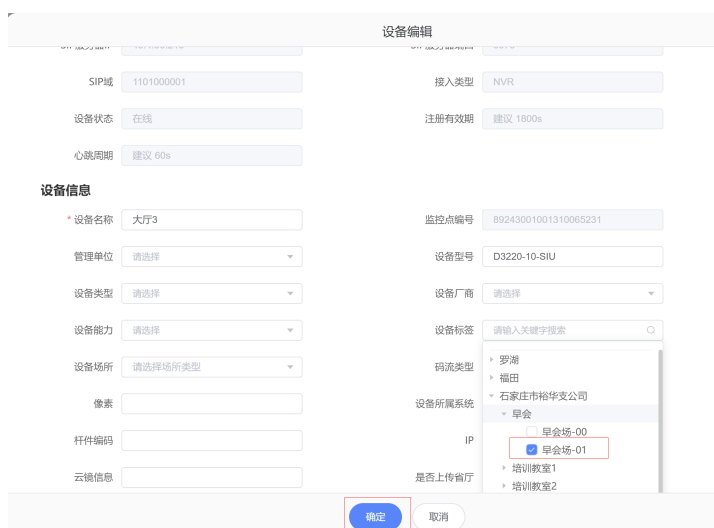 设备编辑
SIP域 1101000001 接入类型 NVR
设备状态 在线 注册有效期 建议 1800s
心跳周期 建议 60s
设备信息
* 设备名称 大厅3 监控点编号 89243001001310065231
管理单位 请选择 设备型号 D3220-10-SIU
设备类型 请选择 设备厂商 请选择
设备能力 请选择 设备标签 请输入关键字搜索
设备场所 请选择场所类型 码流类型
罗湖
福田
像素 设备所属系统 石家庄市裕华支公司
早会
杆件编码 IP 早会场-00
早会场-01
云镜信息 是否上传省厅 培训教室1
培训教室2
确定 取消